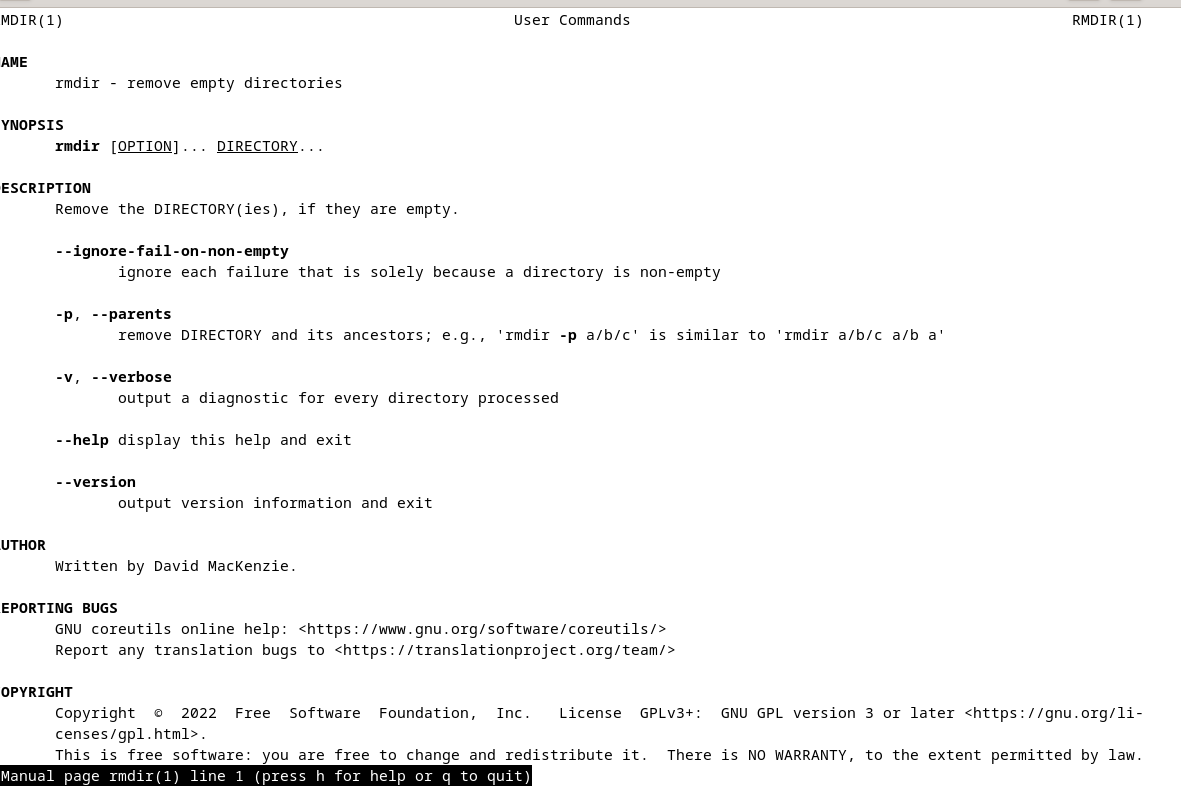 MDIR(1)                                                  User Commands                                                 RMDIR(1)
AME
rmdir - remove empty directories
YNOPSIS
rmdir [OPTION]... DIRECTORY...
ESCRIPTION
Remove the DIRECTORY(ies), if they are empty.
--ignore-fail-on-non-empty
ignore each failure that is solely because a directory is non-empty
-p, --parents
remove DIRECTORY and its ancestors; e.g., 'rmdir -p a/b/c' is similar to 'rmdir a/b/c a/b a'
-v, --verbose
output a diagnostic for every directory processed
--help display this help and exit
--version
output version information and exit
UTHOR
Written by David MacKenzie.
EPORTING BUGS
GNU coreutils online help: <https://www.gnu.org/software/coreutils/>
Report any translation bugs to <https://translationproject.org/team/>
OPYRIGHT
Copyright © 2022 Free Software Foundation, Inc. License GPLv3+: GNU GPL version 3 or later <https://gnu.org/li-
censes/gpl.html>.
This is free software: you are free to change and redistribute it. There is NO WARRANTY, to the extent permitted by law.
Manual page rmdir(1) line 1 (press h for help or q to quit)